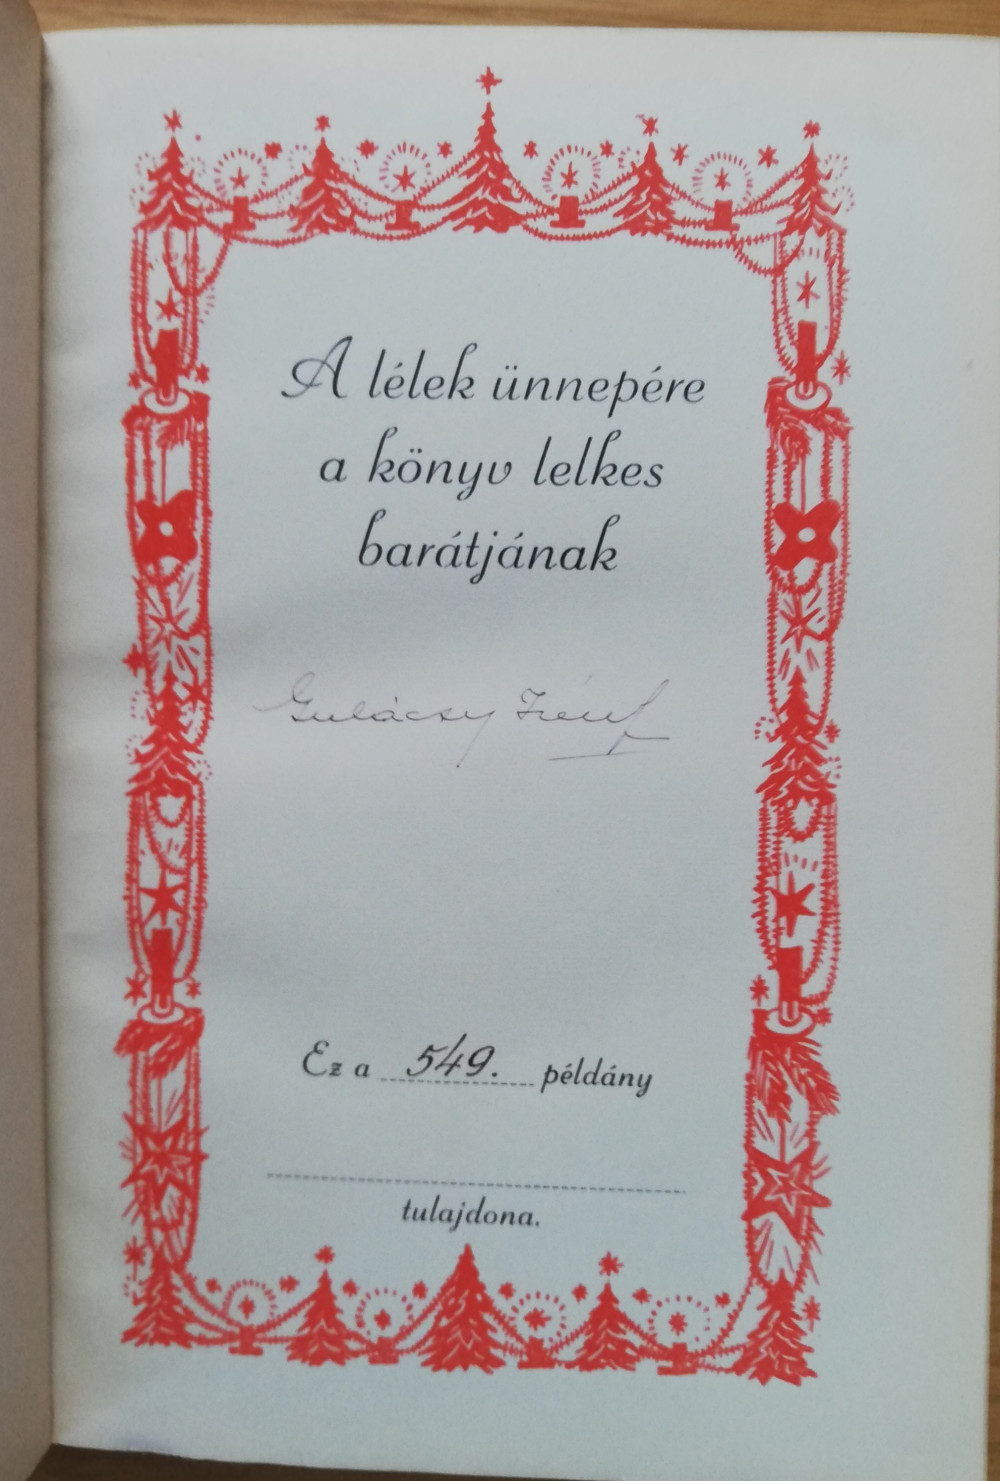 A lélek ünnepére
a könyv lelkes
barátjának
Gulácsy Irén
Ez a 549. példány
tulajdona.